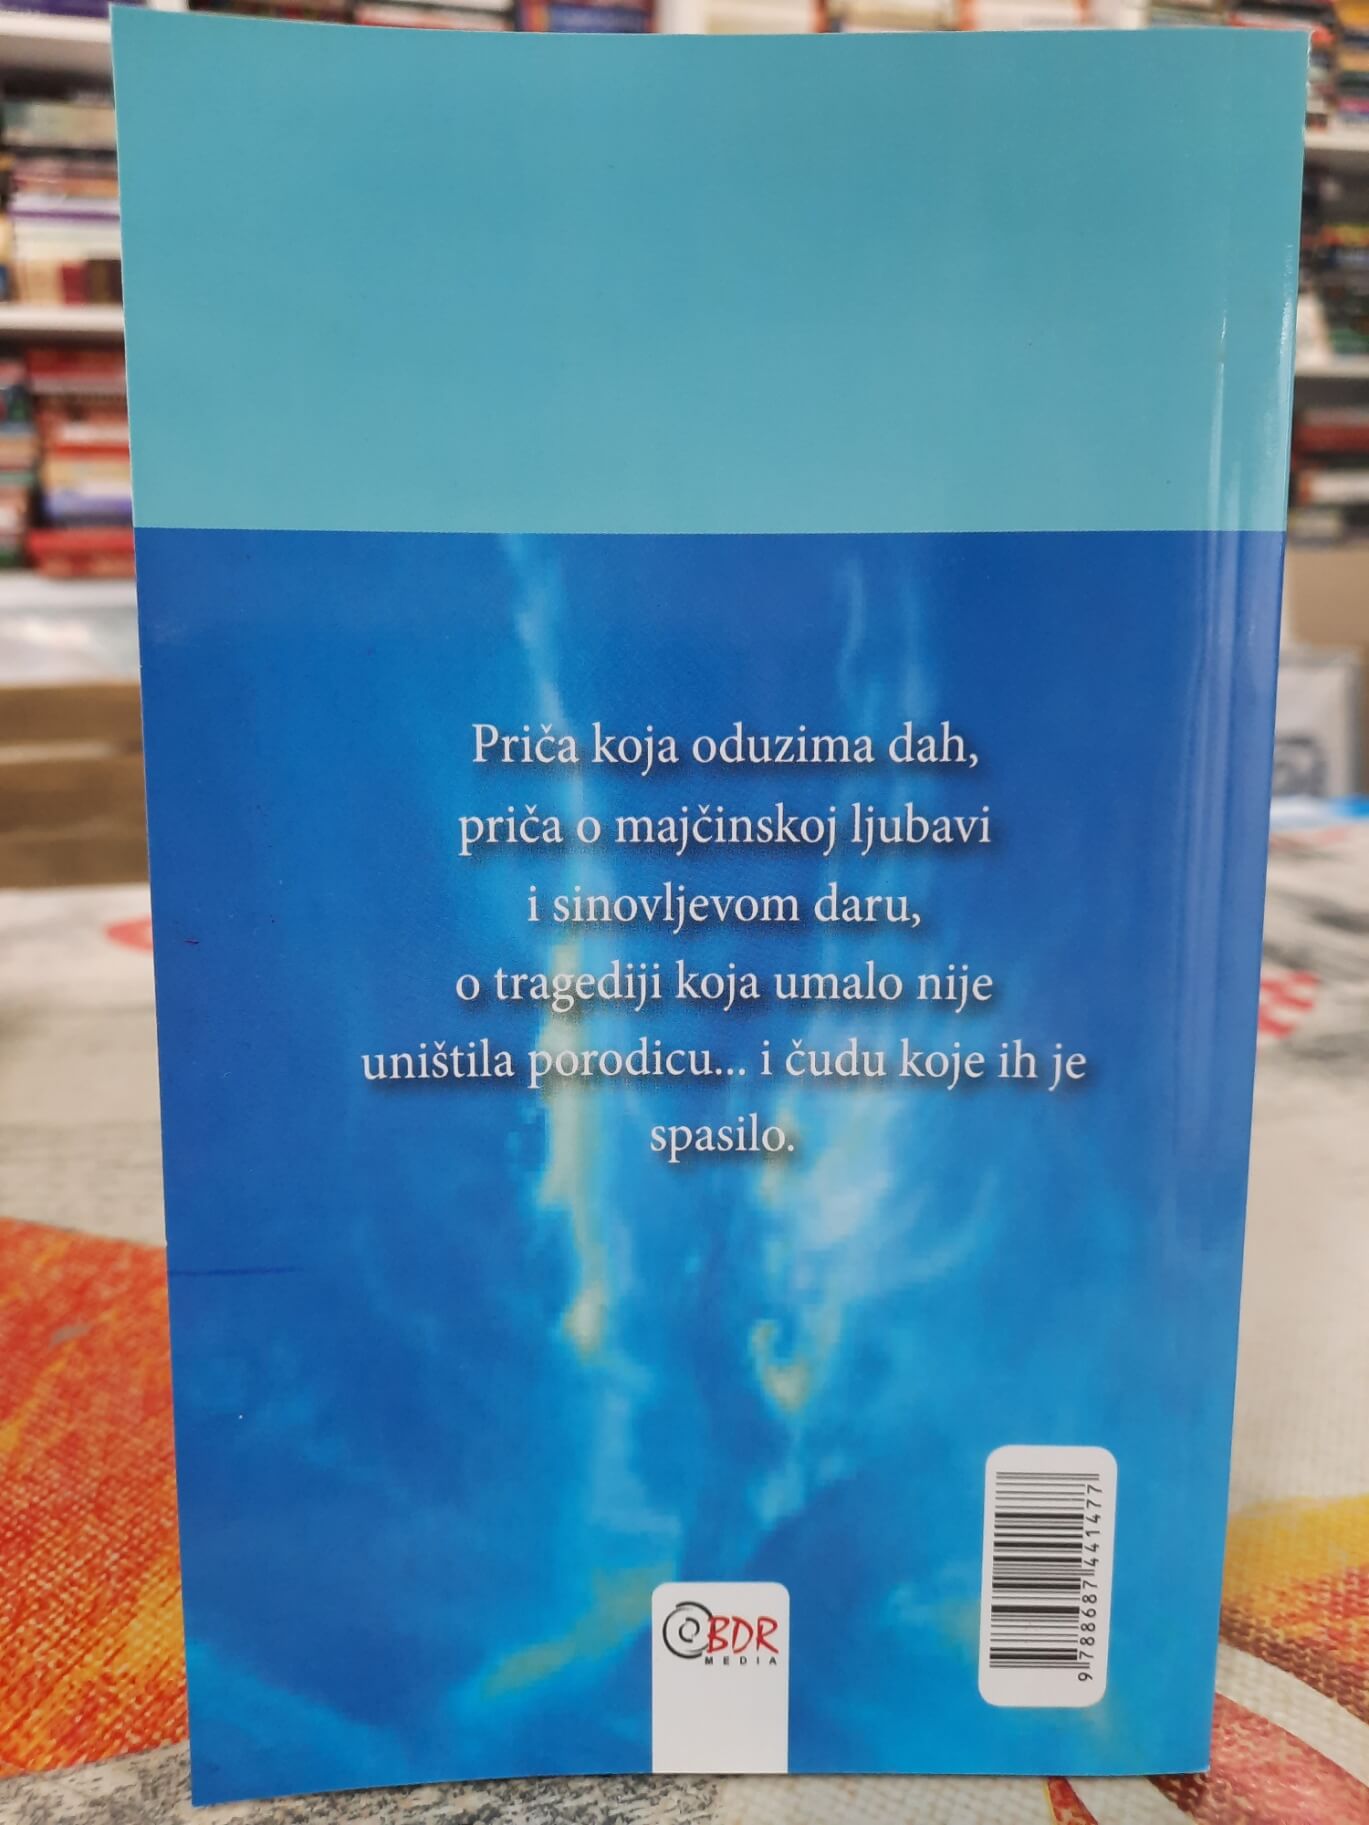 Priča koja oduzima dah,
priča o majčinskoj ljubavi
i sinovljevom daru,
o tragediji koja umalo nije
uništila porodicu... i čudu koje ih je
spasilo.
BDR
MEDIA
9788687441477